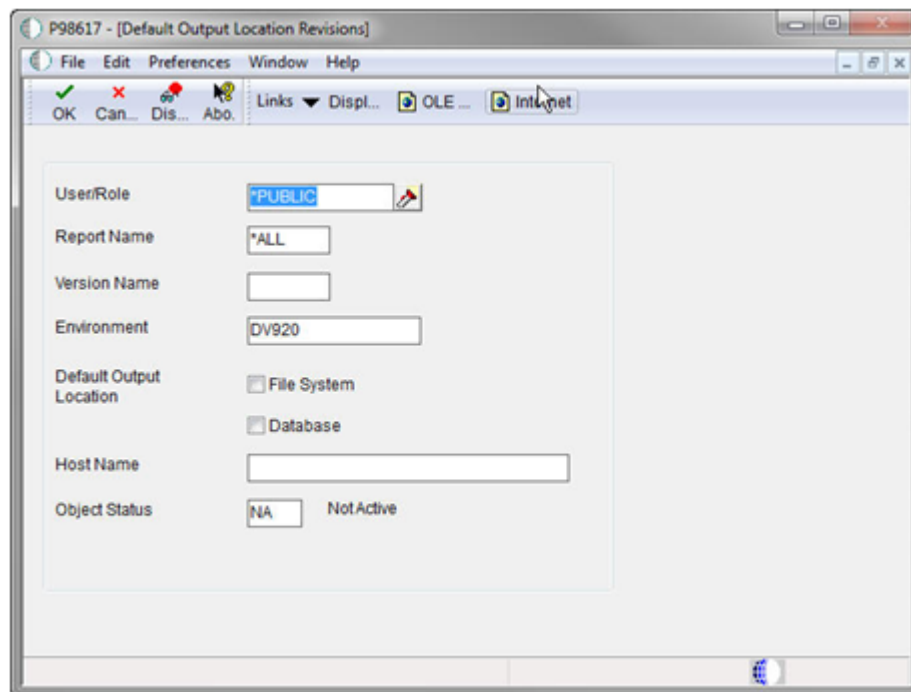 P98617 - [Default Output Location Revisions]
File Edit Preferences Window Help
OK Can... Dis... Abo. Links Displ... OLE ... Internet
User/Role *PUBLIC
Report Name *ALL
Version Name
Environment DV920
Default Output
Location
File System
Database
Host Name
Object Status NA Not Active